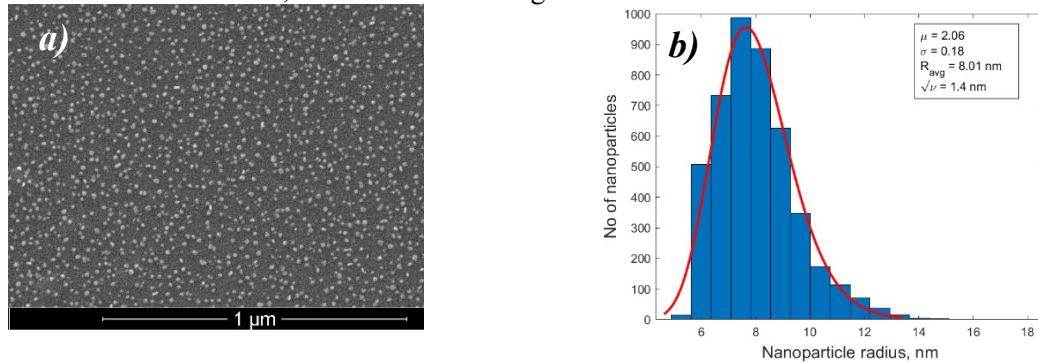 a)
1 µm
b)
1000
900
800
700
600
500
400
300
200
100
0
No of nanoparticles
μ = 2.06
σ = 0.18
R_avg = 8.01 nm
√ν = 1.4 nm
6 8 10 12 14 16 18
Nanoparticle radius, nm